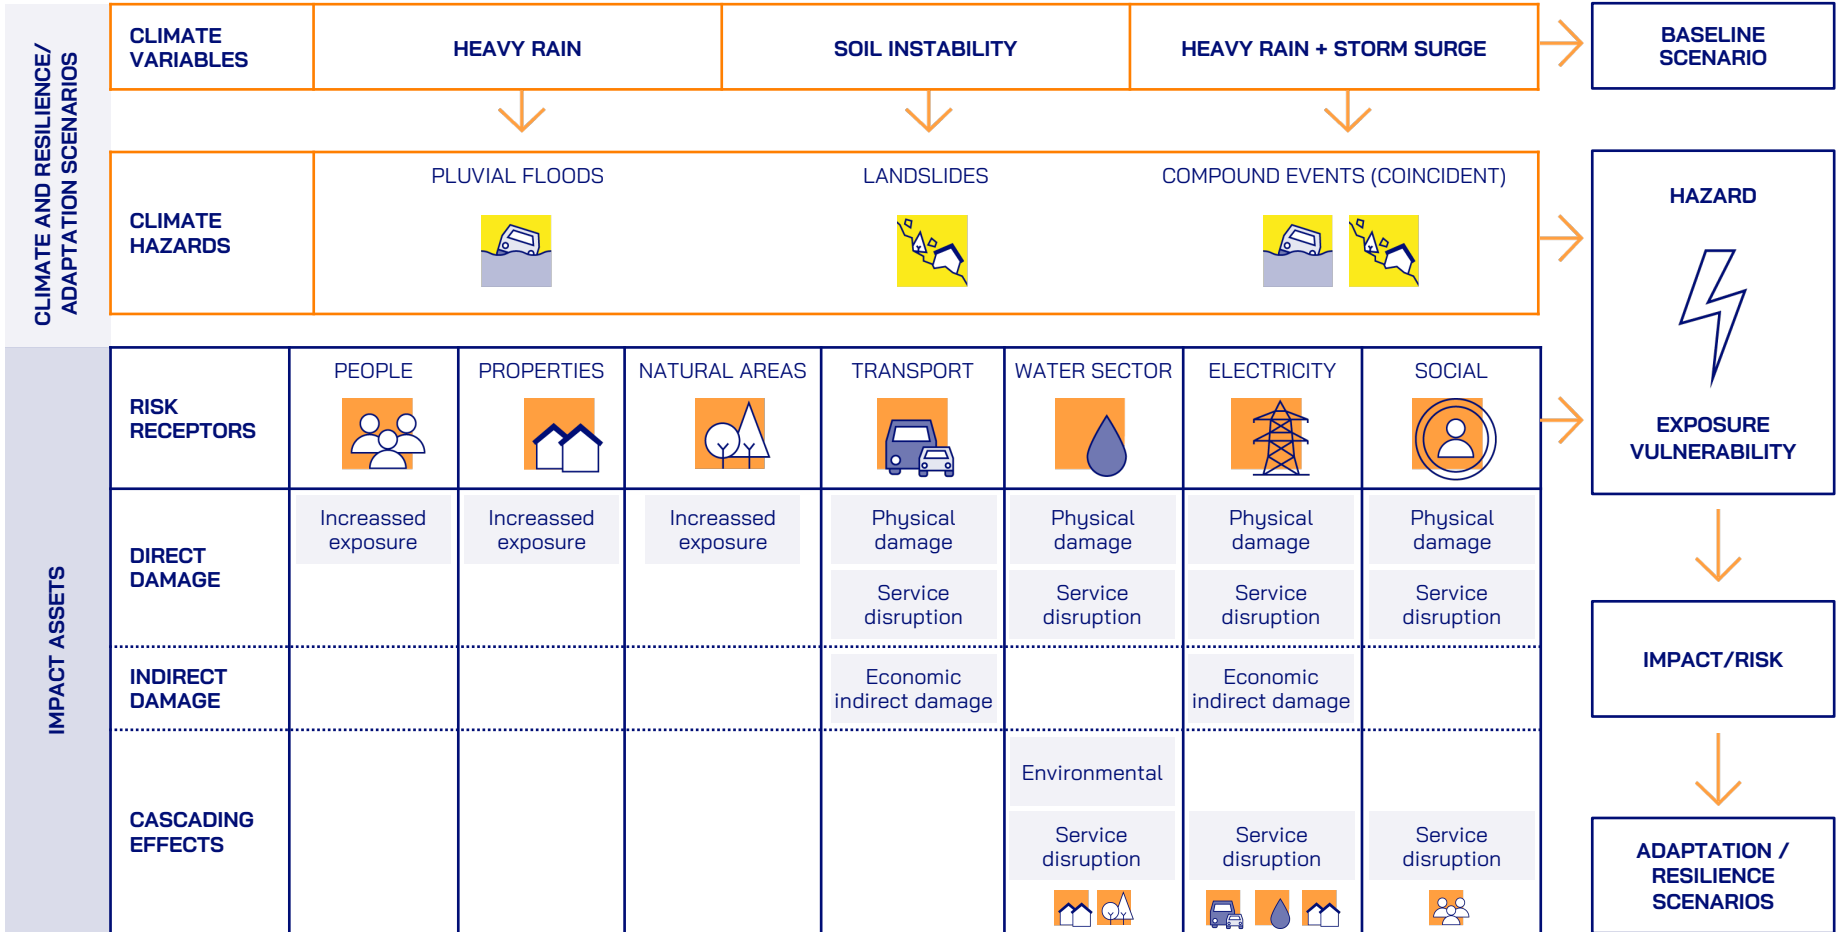 CLIMATE AND RESILIENCE/
ADAPTATION SCENARIOS
CLIMATE
VARIABLES
HEAVY RAIN
SOIL INSTABILITY
HEAVY RAIN + STORM SURGE
BASELINE
SCENARIO
CLIMATE
HAZARDS
PLUVIAL FLOODS
LANDSLIDES
COMPOUND EVENTS (COINCIDENT)
HAZARD
EXPOSURE
VULNERABILITY
IMPACT ASSETS
RISK
RECEPTORS
PEOPLE
PROPERTIES
NATURAL AREAS
TRANSPORT
WATER SECTOR
ELECTRICITY
SOCIAL
DIRECT
DAMAGE
Increassed
exposure
Increassed
exposure
Increassed
exposure
Physical
damage
Physical
damage
Physical
damage
Physical
damage
Service
disruption
Service
disruption
Service
disruption
Service
disruption
INDIRECT
DAMAGE
Economic
indirect damage
Economic
indirect damage
IMPACT/RISK
CASCADING
EFFECTS
Environmental
Service
disruption
Service
disruption
Service
disruption
ADAPTATION /
RESILIENCE
SCENARIOS